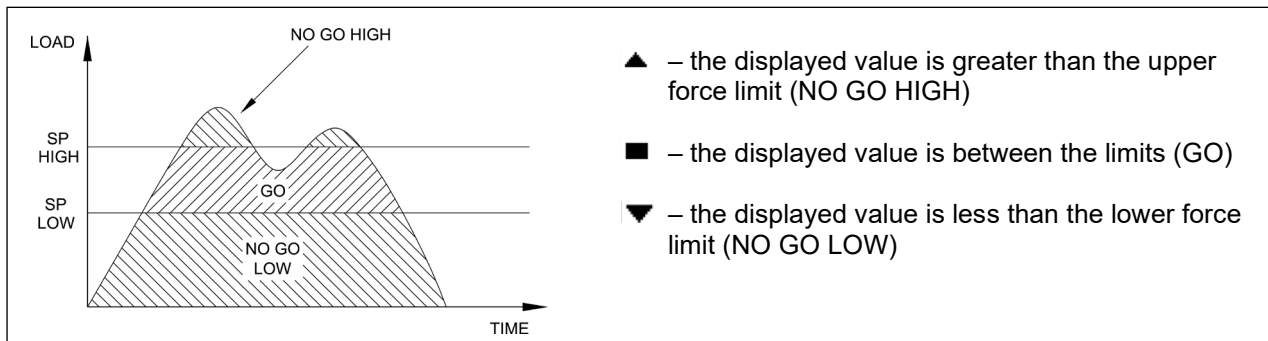 LOAD
NO GO HIGH
SP
HIGH
GO
SP
LOW
NO GO
LOW
TIME
– the displayed value is greater than the upper
force limit (NO GO HIGH)
– the displayed value is between the limits (GO)
– the displayed value is less than the lower force
limit (NO GO LOW)